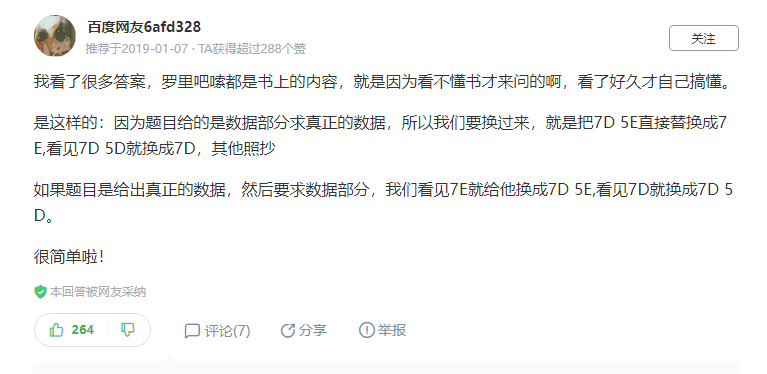 百度网友6afd328
推荐于2019-01-07 · TA获得超过288个赞
关注
我看了很多答案，罗里吧嗦都是书上的内容，就是因为看不懂书才来问的啊，看了好久才自己搞懂。
是这样的：因为题目给的是数据部分求真正的数据，所以我们要换过来，就是把7D 5E直接替换成7
E,看见7D 5D就换成7D，其他照抄
如果题目是给出真正的数据，然后要求数据部分，我们看见7E就给他换成7D 5E,看见7D就换成7D 5
D。
很简单啦！
本回答被网友采纳
264
评论(7)
分享
举报